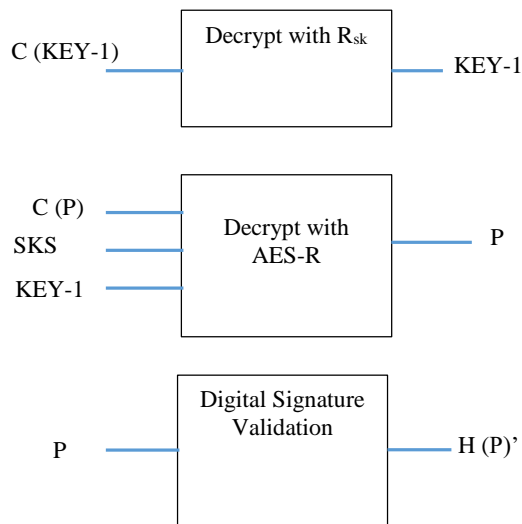 Decrypt with Rsk
C (KEY-1)
KEY-1
C (P)
SKS
KEY-1
Decrypt with
AES-R
P
Digital Signature
Validation
P
H (P)’